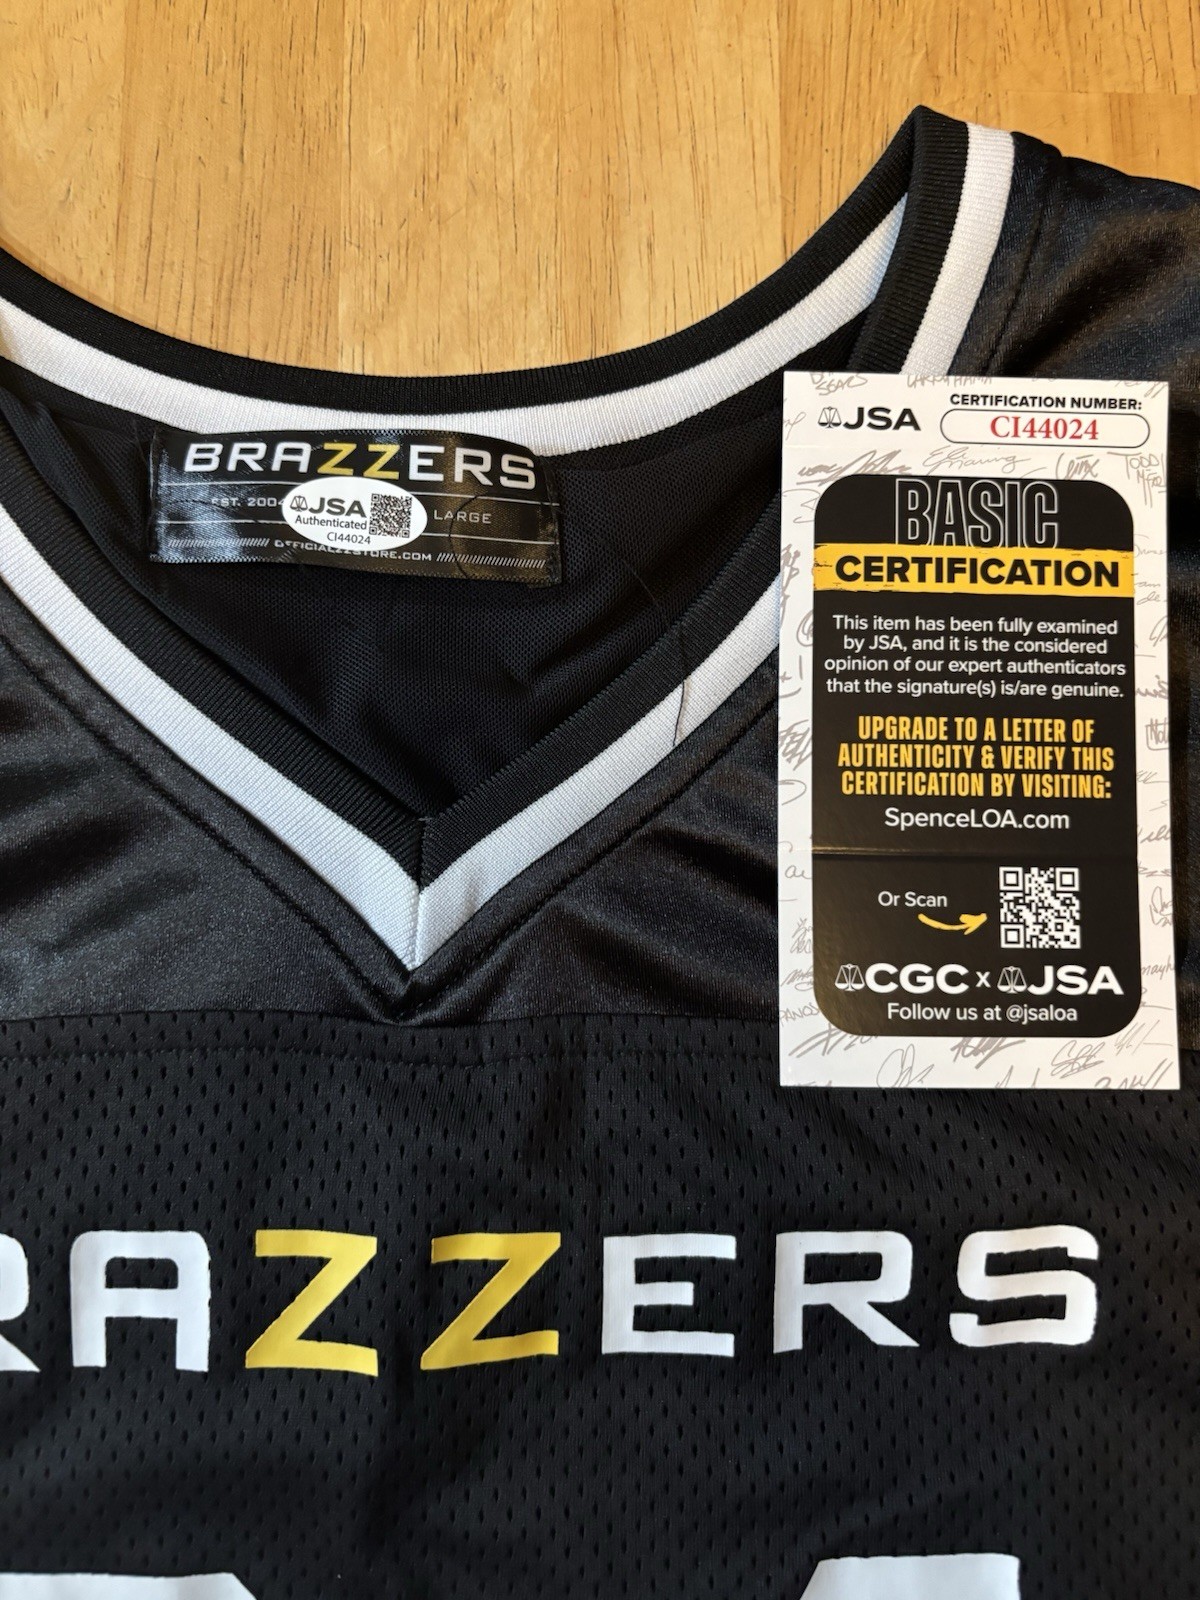 BRAZZERS
EST. 2004
LARGE
JSA
Authenticated
CI44024
OFFICIALZZSTORE.COM
JSA
CERTIFICATION NUMBER:
CI44024
BASIC
CERTIFICATION
This item has been fully examined
by JSA, and it is the considered
opinion of our expert authenticators
that the signature(s) is/are genuine.
UPGRADE TO A LETTER OF
AUTHENTICITY & VERIFY THIS
CERTIFICATION BY VISITING:
SpenceLOA.com
Or Scan
CGC x JSA
Follow us at @jsaloa
RAZZERS